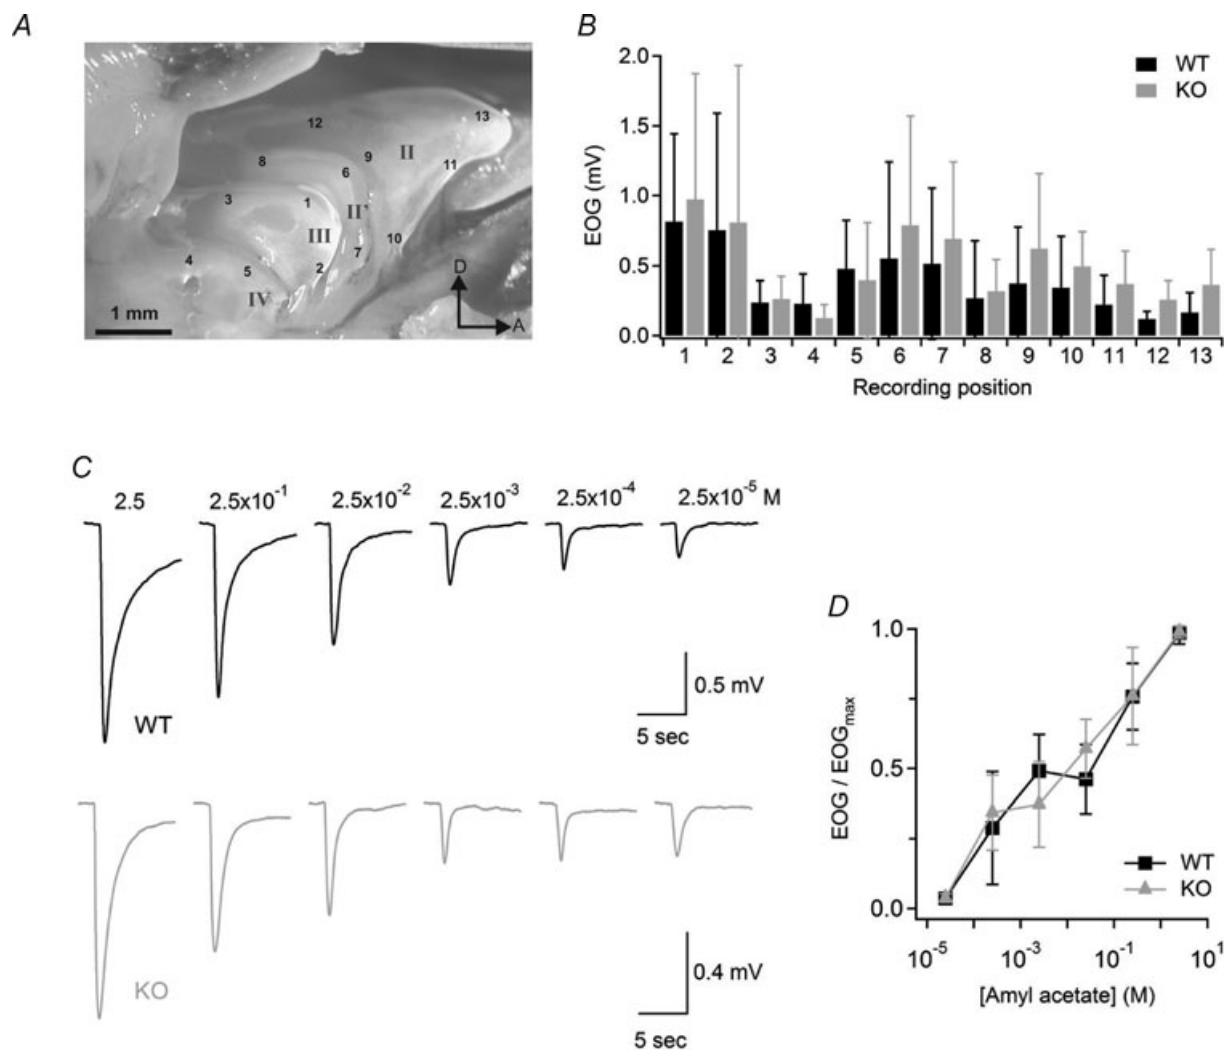 A
12
13
8
9
II
6
11
3
1
II'
III
10
4
5
2
7
IV
D
A
1 mm
B
WT
KO
2.0
1.5
1.0
0.5
0.0
EOG (mV)
1 2 3 4 5 6 7 8 9 10 11 12 13
Recording position
C
2.5 2.5x10⁻¹ 2.5x10⁻² 2.5x10⁻³ 2.5x10⁻⁴ 2.5x10⁻⁵ M
WT
0.5 mV
5 sec
KO
0.4 mV
5 sec
D
1.0
0.5
0.0
EOG / EOGₘₐₓ
WT
KO
10⁻⁵ 10⁻³ 10⁻¹ 10¹
[Amyl acetate] (M)